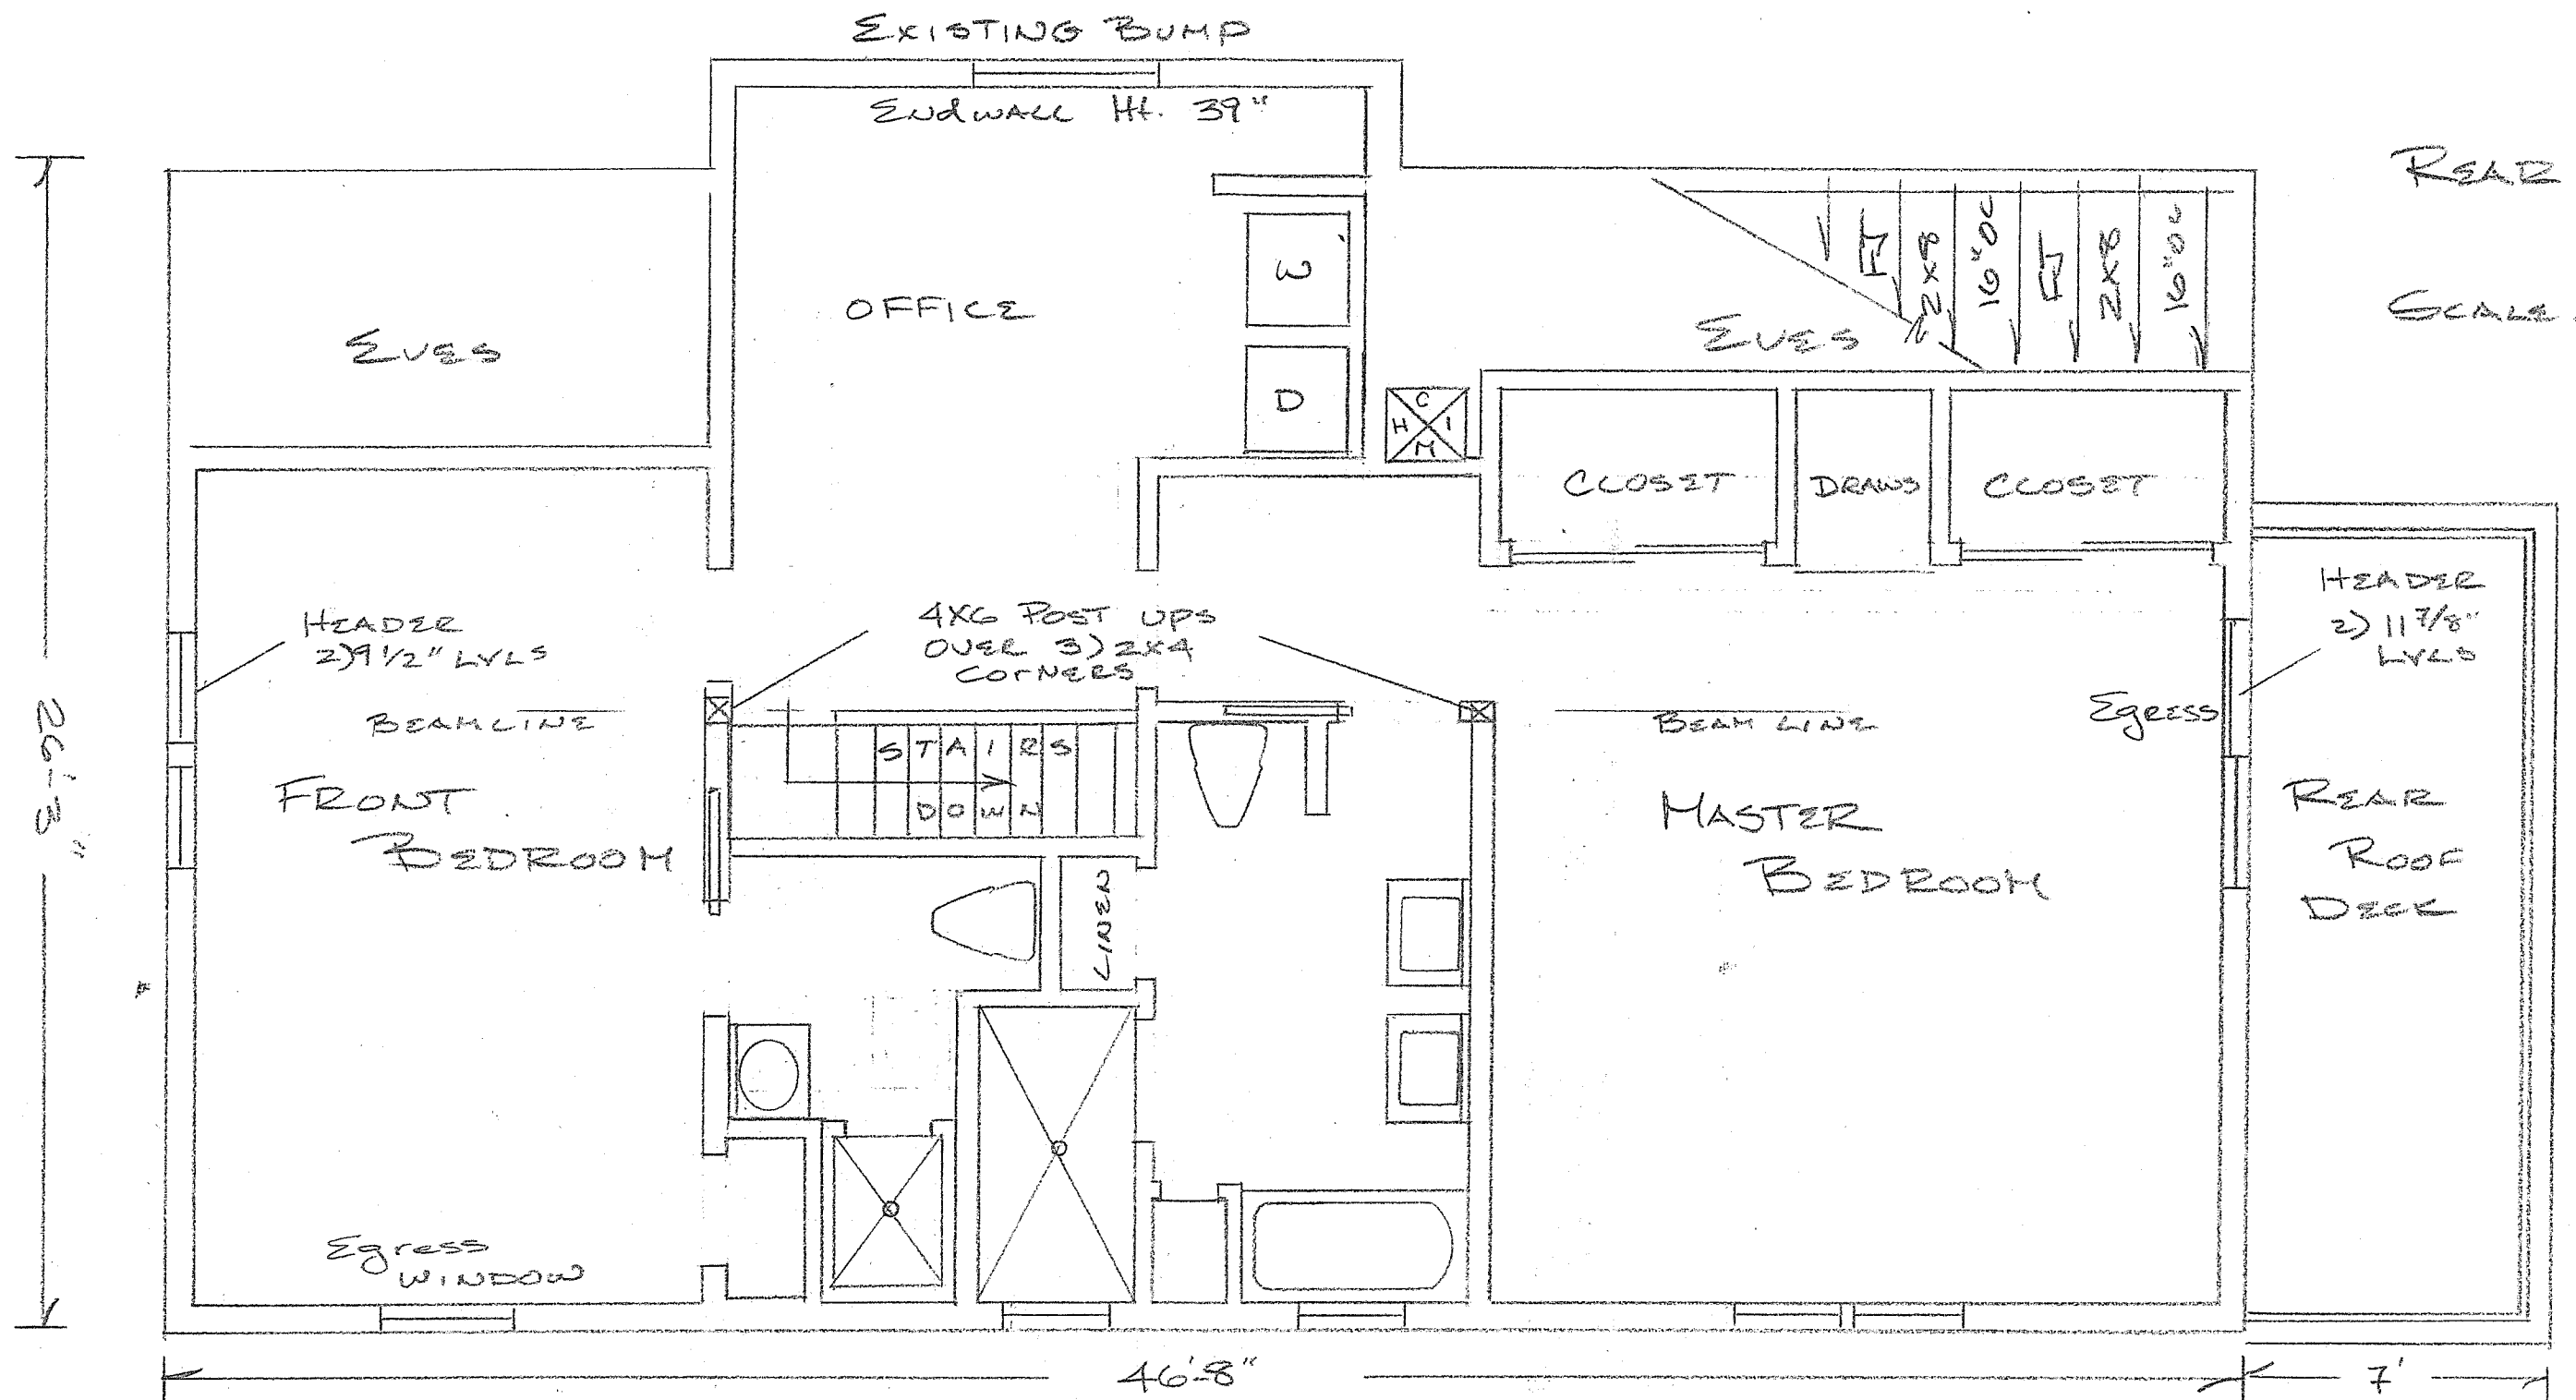 EXISTING BUMP
ENdWALL Ht. 39"
REAR
SCALE
EVES
OFFICE
W
D
EVES
FJ
2x8
16"OC
FJ
2x8
16"OC
C
H I
M
CLOSET
DRAWS
CLOSET
HEADER
2) 9 1/2" LVLS
4X6 POST UPS
OVER 3) 2X4
COrNERS
HEADER
2) 11 7/8"
LVLS
BEAMLINE
BEAM LINE
Egress
STAIRS
DOWN
FRONT
BEDROOM
MASTER
BEDROOM
REAR
ROOF
DECK
LINEN
26'-3"
Egress
WINDOW
46'-8"
7'